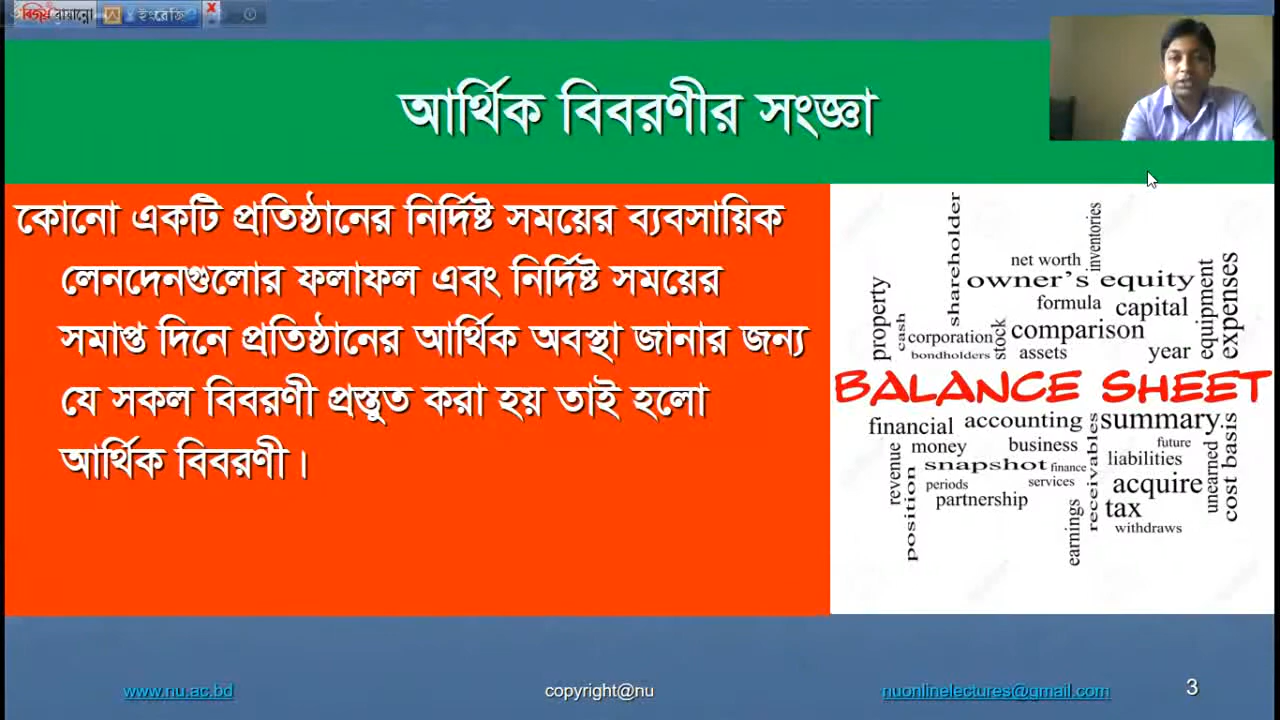 বিজয় বায়ান্নো
ইংরেজি
আর্থিক বিবরণীর সংজ্ঞা
কোনো একটি প্রতিষ্ঠানের নির্দিষ্ট সময়ের ব্যবসায়িক
লেনদেনগুলোর ফলাফল এবং নির্দিষ্ট সময়ের
সমাপ্ত দিনে প্রতিষ্ঠানের আর্থিক অবস্থা জানার জন্য
যে সকল বিবরণী প্রস্তুত করা হয় তাই হলো
আর্থিক বিবরণী।
shareholder
inventories
net worth
owner's equity
property
cash
formula
capital
equipment
expenses
corporation
stock
comparison
bondholders
assets
year
BALANCE SHEET
financial
accounting
summary
money
business
future
revenue
receivables
liabilities
unearned
cost basis
snapshot
finance
position
periods
services
acquire
partnership
tax
earnings
withdraws
www.nu.ac.bd
copyright@nu
nuonlinelectures@gmail.com
3